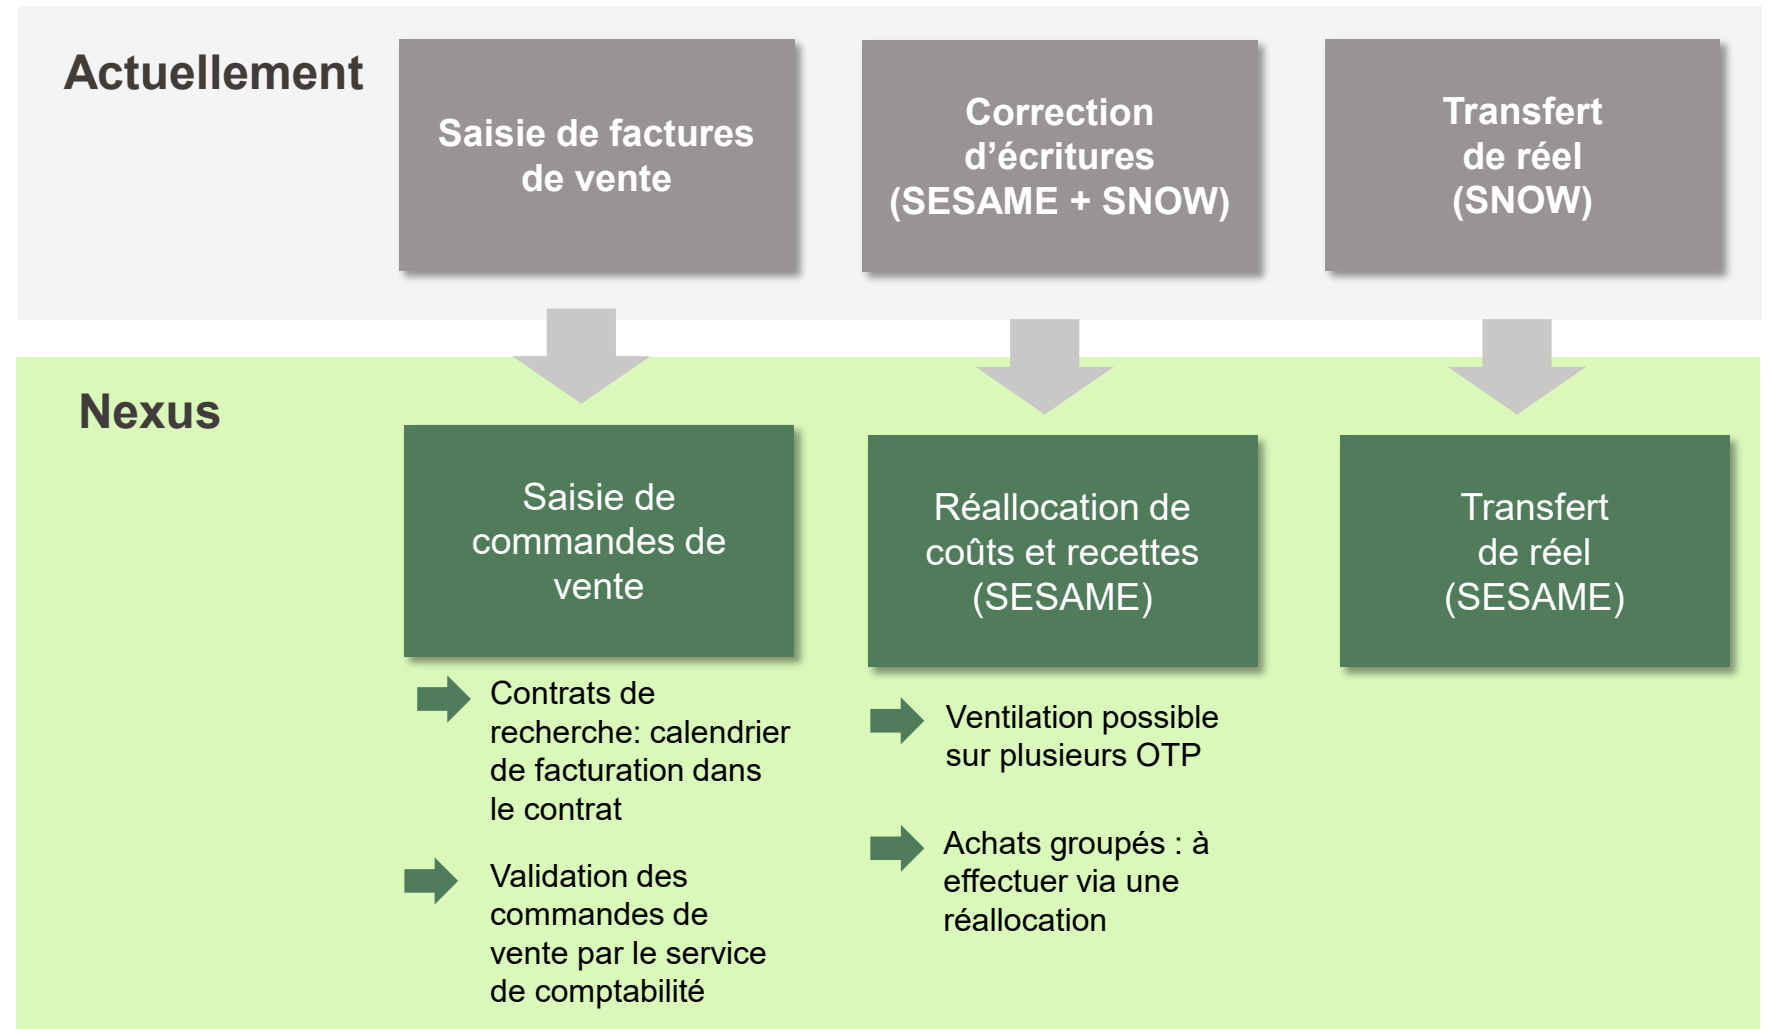 Actuellement
Saisie de factures
de vente
Correction
d’écritures
(SESAME + SNOW)
Transfert
de réel
(SNOW)
Nexus
Saisie de
commandes de
vente
Contrats de
recherche: calendrier
de facturation dans
le contrat
Validation des
commandes de
vente par le service
de comptabilité
Réallocation de
coûts et recettes
(SESAME)
Ventilation possible
sur plusieurs OTP
Achats groupés : à
effectuer via une
réallocation
Transfert
de réel
(SESAME)